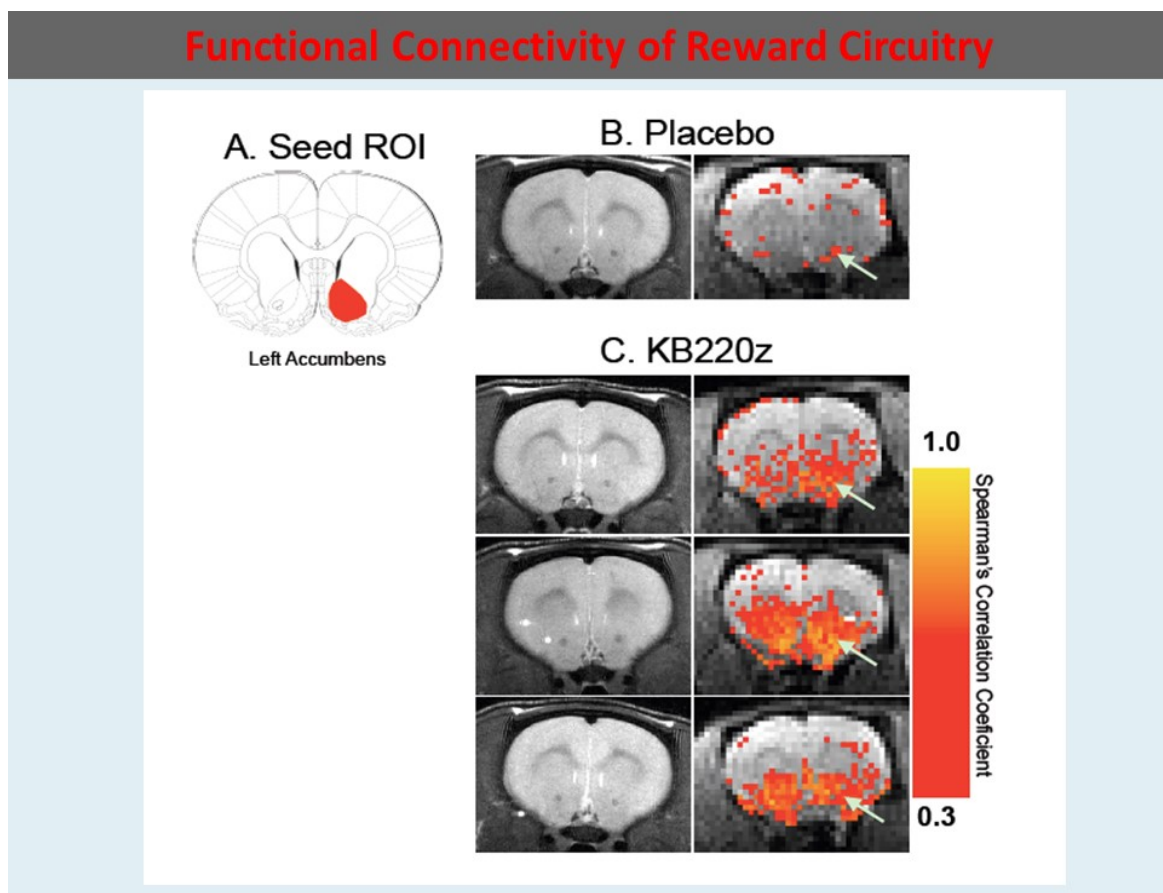 Functional Connectivity of Reward Circuitry
A. Seed ROI
Left Accumbens
B. Placebo
C. KB220z
1.0
Spearman's Correlation Coeficient
0.3